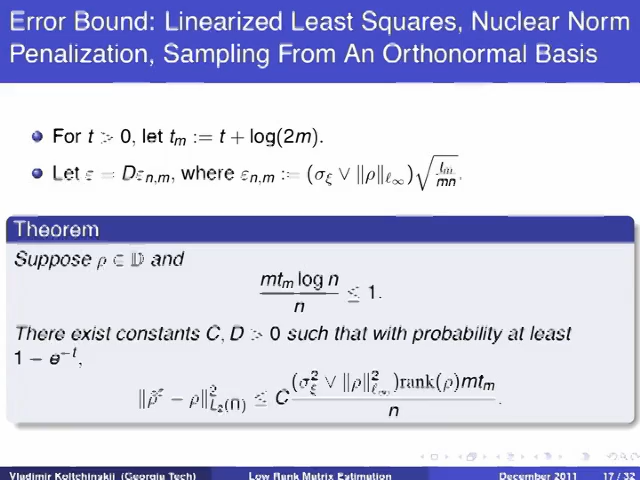 Error Bound: Linearized Least Squares, Nuclear Norm
Penalization, Sampling From An Orthonormal Basis
For t > 0, let t_m := t + log(2m).
Let ε = Dε_{n,m}, where ε_{n,m} := (σ_ξ ∨ ‖ρ‖_{ℓ_∞}) √(t_m / mn).
Theorem
Suppose ρ ∈ 𝔻 and
mt_m log n / n ≤ 1.
There exist constants C, D > 0 such that with probability at least
1 − e^{−t},
‖ρ̌^ε − ρ‖²_{L_2(Π)} ≤ C (σ²_ξ ∨ ‖ρ‖²_{ℓ_∞})rank(ρ)mt_m / n .
Vladimir Koltchinskii (Georgia Tech) Low Rank Matrix Estimation December 2011 17 / 32